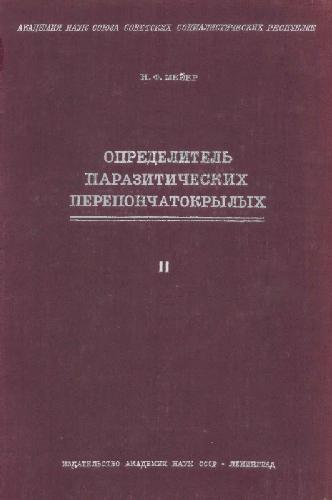 АКАДЕМИЯ НАУК СОЮЗА СОВЕТСКИХ СОЦИАЛИСТИЧЕСКИХ РЕСПУБЛИК
Н. Ф. МЕЙЕР
ОПРЕДЕЛИТЕЛЬ
ПАРАЗИТИЧЕСКИХ
ПЕРЕПОНЧАТОКРЫЛЫХ
II
ИЗДАТЕЛЬСТВО АКАДЕМИИ НАУК СССР - ЛЕНИНГРАД